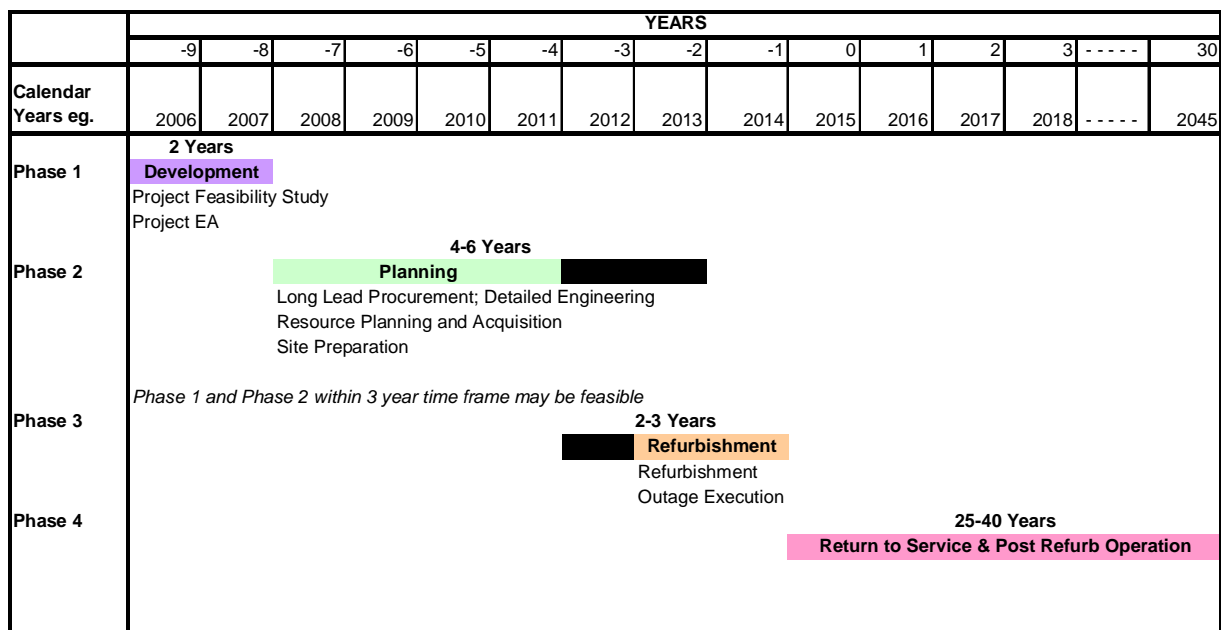 YEARS
-9 -8 -7 -6 -5 -4 -3 -2 -1 0 1 2 3 - - - - - 30
Calendar
Years eg. 2006 2007 2008 2009 2010 2011 2012 2013 2014 2015 2016 2017 2018 - - - - - 2045
2 Years
Phase 1 Development
Project Feasibility Study
Project EA
4-6 Years
Phase 2 Planning
Long Lead Procurement; Detailed Engineering
Resource Planning and Acquisition
Site Preparation
Phase 1 and Phase 2 within 3 year time frame may be feasible
Phase 3 2-3 Years
Refurbishment
Refurbishment
Outage Execution
Phase 4 25-40 Years
Return to Service & Post Refurb Operation